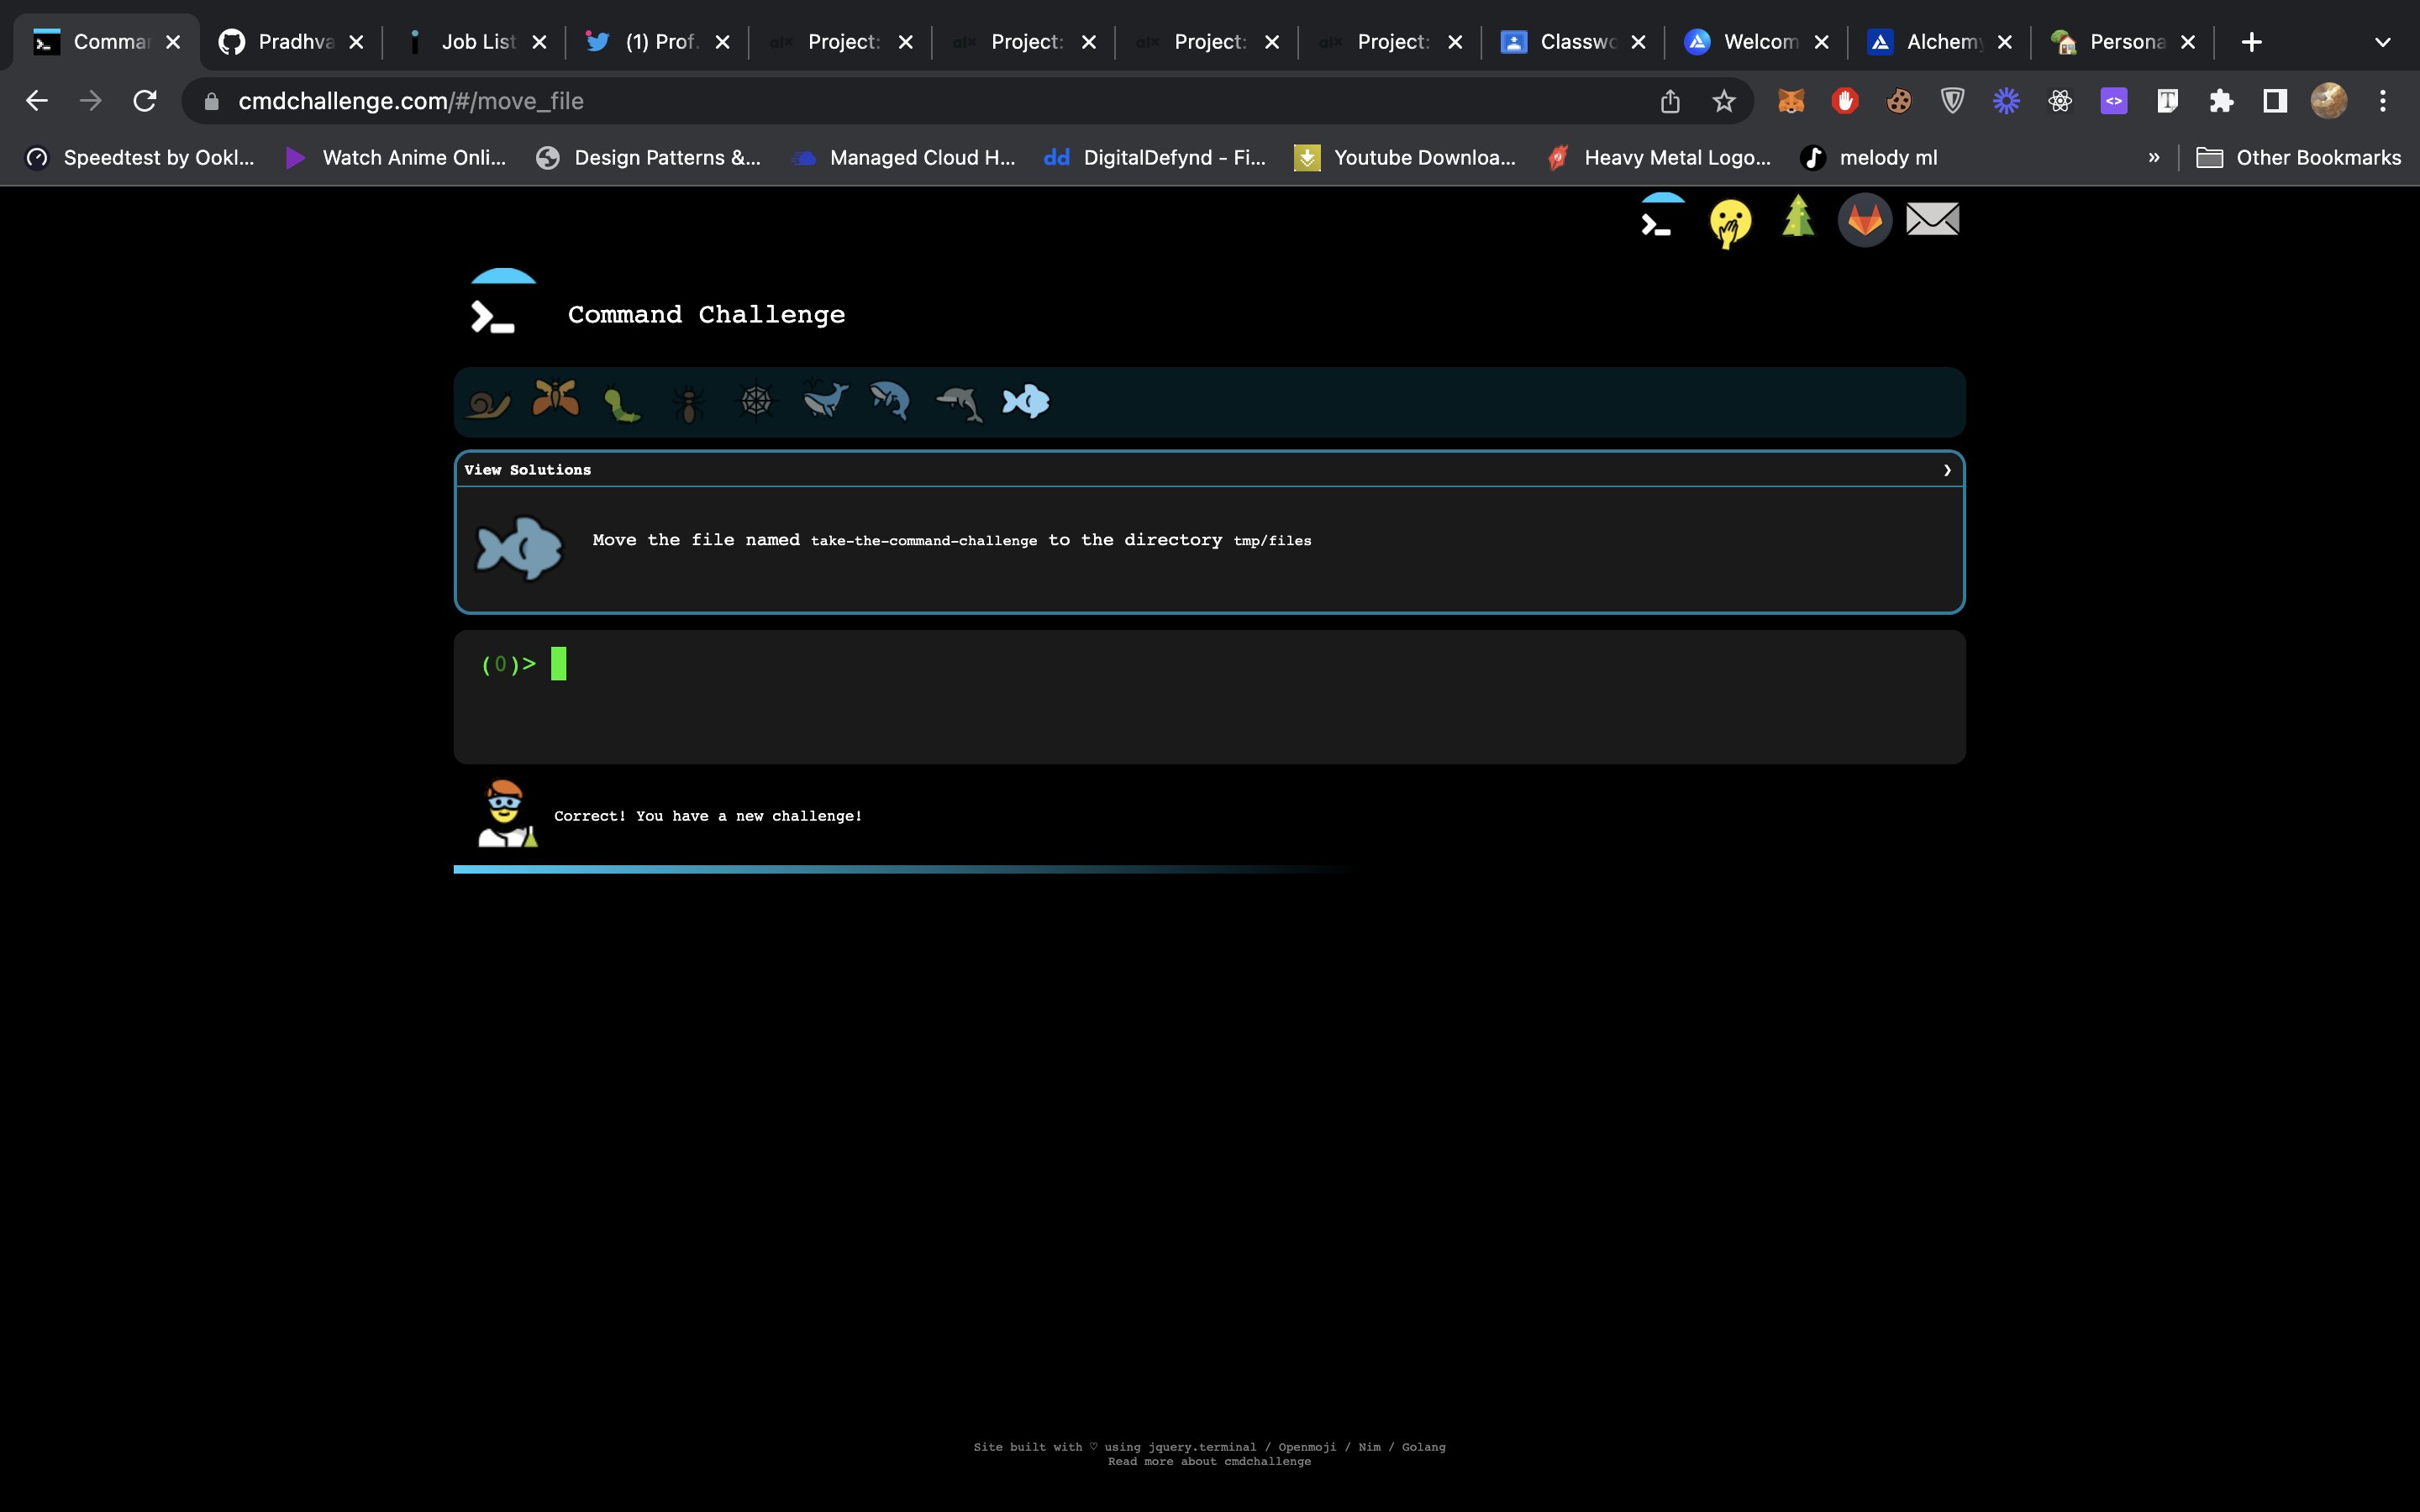 Comma
Pradhva
Job List
(1) Prof.
Project:
Project:
Project:
Project:
Classwo
Welcom
Alchemy
Persona
cmdchallenge.com/#/move_file
Speedtest by Ookl...
Watch Anime Onli...
Design Patterns &...
Managed Cloud H...
dd DigitalDefynd - Fi...
Youtube Downloa...
Heavy Metal Logo...
melody ml
»
Other Bookmarks
Command Challenge
View Solutions
Move the file named take-the-command-challenge to the directory tmp/files
(0)>
Correct! You have a new challenge!
Site built with ♡ using jquery.terminal / Openmoji / Nim / Golang
Read more about cmdchallenge